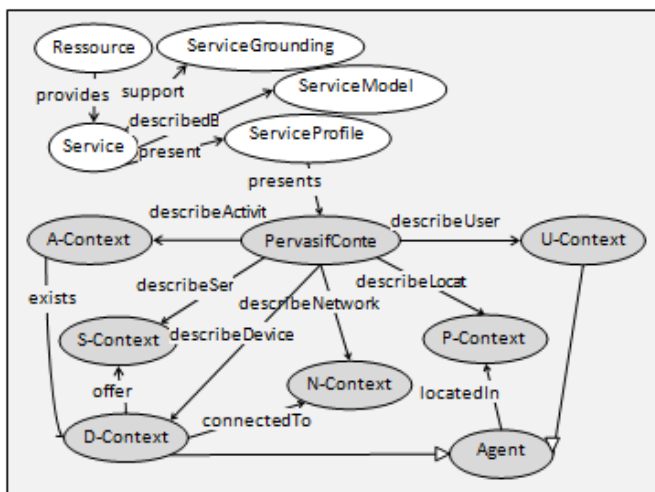 Ressource
ServiceGrounding
provides
support
ServiceModel
describedB
Service
present
ServiceProfile
presents
describeActivit
describeUser
A-Context
PervasifConte
U-Context
exists
describeSer
describeLocat
describeNetwork
S-Context
describeDevice
P-Context
offer
N-Context
locatedIn
connectedTo
D-Context
Agent